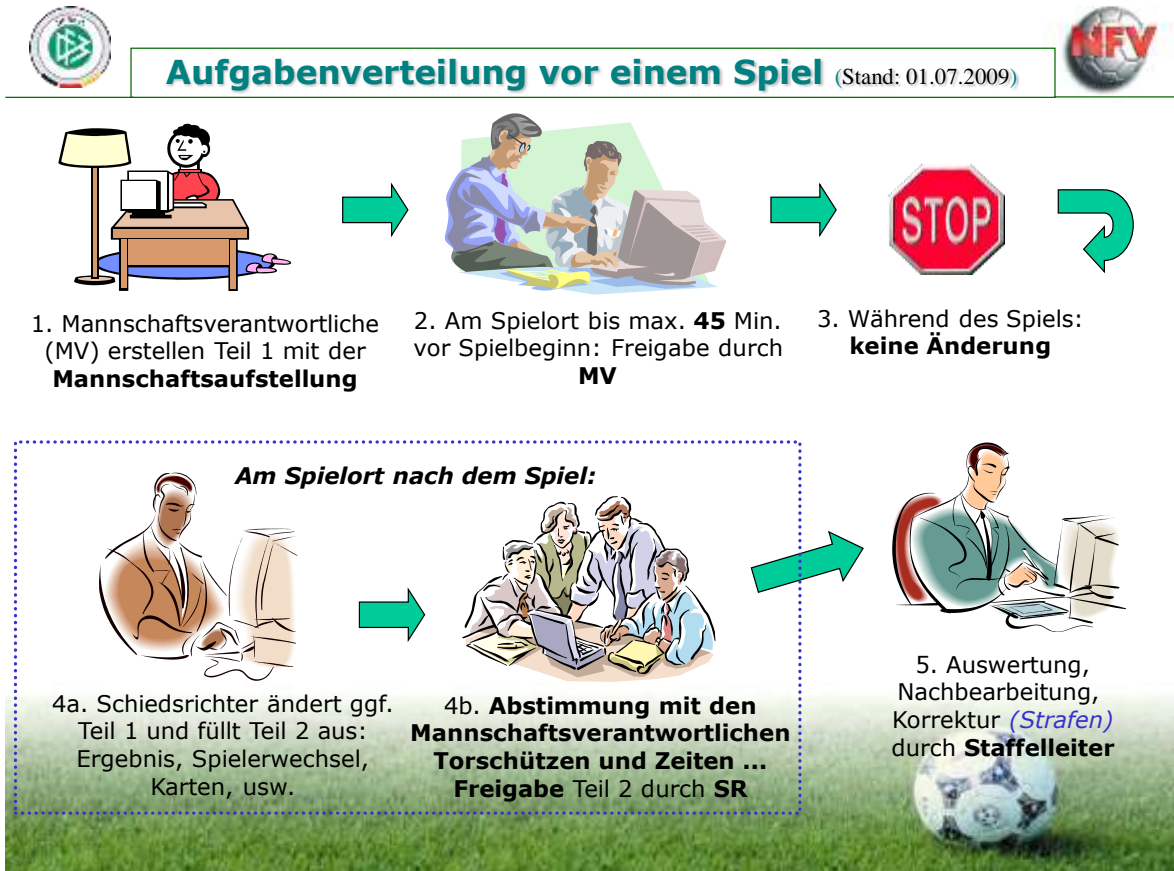 DFB
NFV
Aufgabenverteilung vor einem Spiel (Stand: 01.07.2009)
STOP
1. Mannschaftsverantwortliche
(MV) erstellen Teil 1 mit der
Mannschaftsaufstellung
2. Am Spielort bis max. 45 Min.
vor Spielbeginn: Freigabe durch
MV
3. Während des Spiels:
keine Änderung
Am Spielort nach dem Spiel:
4a. Schiedsrichter ändert ggf.
Teil 1 und füllt Teil 2 aus:
Ergebnis, Spielerwechsel,
Karten, usw.
4b. Abstimmung mit den
Mannschaftsverantwortlichen
Torschützen und Zeiten ...
Freigabe Teil 2 durch SR
5. Auswertung,
Nachbearbeitung,
Korrektur (Strafen)
durch Staffelleiter